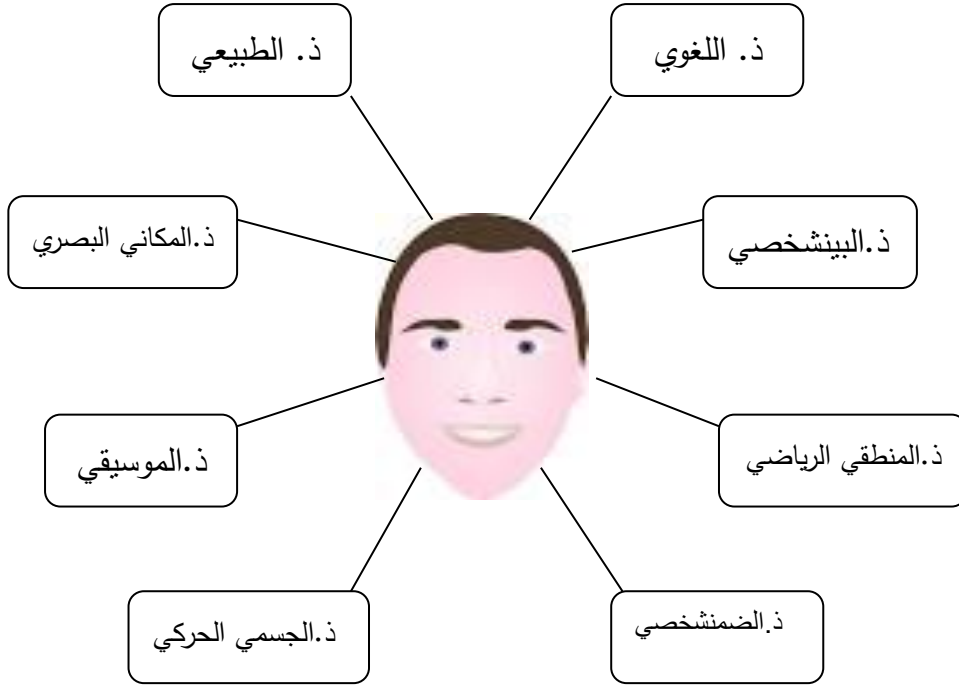 ذ. اللغوي
ذ. الطبيعي
ذ.البينشخصي
ذ.المكاني البصري
ذ.المنطقي الرياضي
ذ.الموسيقي
ذ.الضمنشخصي
ذ.الجسمي الحركي